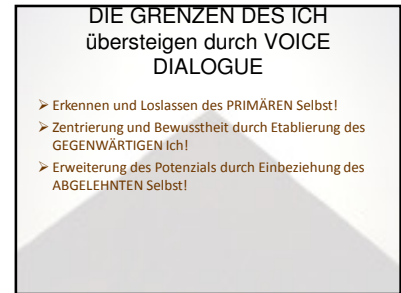 DIE GRENZEN DES ICH
übersteigen durch VOICE
DIALOGUE
➢ Erkennen und Loslassen des PRIMÄREN Selbst!
➢ Zentrierung und Bewusstheit durch Etablierung des
GEGENWÄRTIGEN Ich!
➢ Erweiterung des Potenzials durch Einbeziehung des
ABGELEHNTEN Selbst!